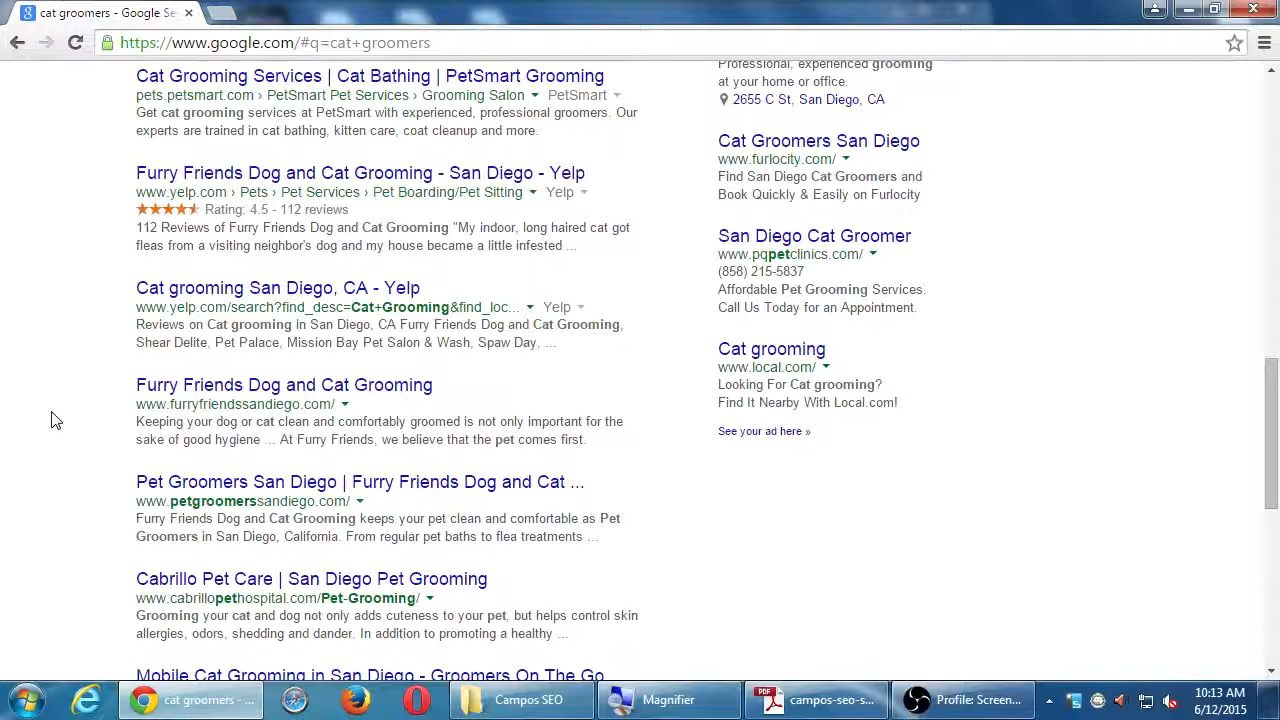 cat groomers - Google Se
https://www.google.com/#q=cat+groomers
Cat Grooming Services | Cat Bathing | PetSmart Grooming
pets.petsmart.com › PetSmart Pet Services › Grooming Salon PetSmart
Get cat grooming services at PetSmart with experienced, professional groomers. Our
experts are trained in cat bathing, kitten care, coat cleanup and more.
Furry Friends Dog and Cat Grooming - San Diego - Yelp
www.yelp.com › Pets › Pet Services › Pet Boarding/Pet Sitting Yelp
Rating: 4.5 - 112 reviews
112 Reviews of Furry Friends Dog and Cat Grooming "My indoor, long haired cat got
fleas from a visiting neighbor's dog and my house became a little infested ...
Cat grooming San Diego, CA - Yelp
www.yelp.com/search?find_desc=Cat+Grooming&find_loc... Yelp
Reviews on Cat grooming in San Diego, CA Furry Friends Dog and Cat Grooming,
Shear Delite, Pet Palace, Mission Bay Pet Salon & Wash, Spaw Day, ...
Furry Friends Dog and Cat Grooming
www.furryfriendssandiego.com/
Keeping your dog or cat clean and comfortably groomed is not only important for the
sake of good hygiene ... At Furry Friends, we believe that the pet comes first.
Pet Groomers San Diego | Furry Friends Dog and Cat ...
www.petgroomerssandiego.com/
Furry Friends Dog and Cat Grooming keeps your pet clean and comfortable as Pet
Groomers in San Diego, California. From regular pet baths to flea treatments ...
Cabrillo Pet Care | San Diego Pet Grooming
www.cabrillopethospital.com/Pet-Grooming/
Grooming your cat and dog not only adds cuteness to your pet, but helps control skin
allergies, odors, shedding and dander. In addition to promoting a healthy ...
Mobile Cat Grooming in San Diego - Groomers On The Go
Professional, experienced grooming
at your home or office.
2655 C St, San Diego, CA
Cat Groomers San Diego
www.furlocity.com/
Find San Diego Cat Groomers and
Book Quickly & Easily on Furlocity
San Diego Cat Groomer
www.pqpetclinics.com/
(858) 215-5837
Affordable Pet Grooming Services.
Call Us Today for an Appointment.
Cat grooming
www.local.com/
Looking For Cat grooming?
Find It Nearby With Local.com!
See your ad here »
cat groomers - ...
Campos SEO
Magnifier
PDF
campos-seo-s...
Profile: Screen...
10:13 AM
6/12/2015